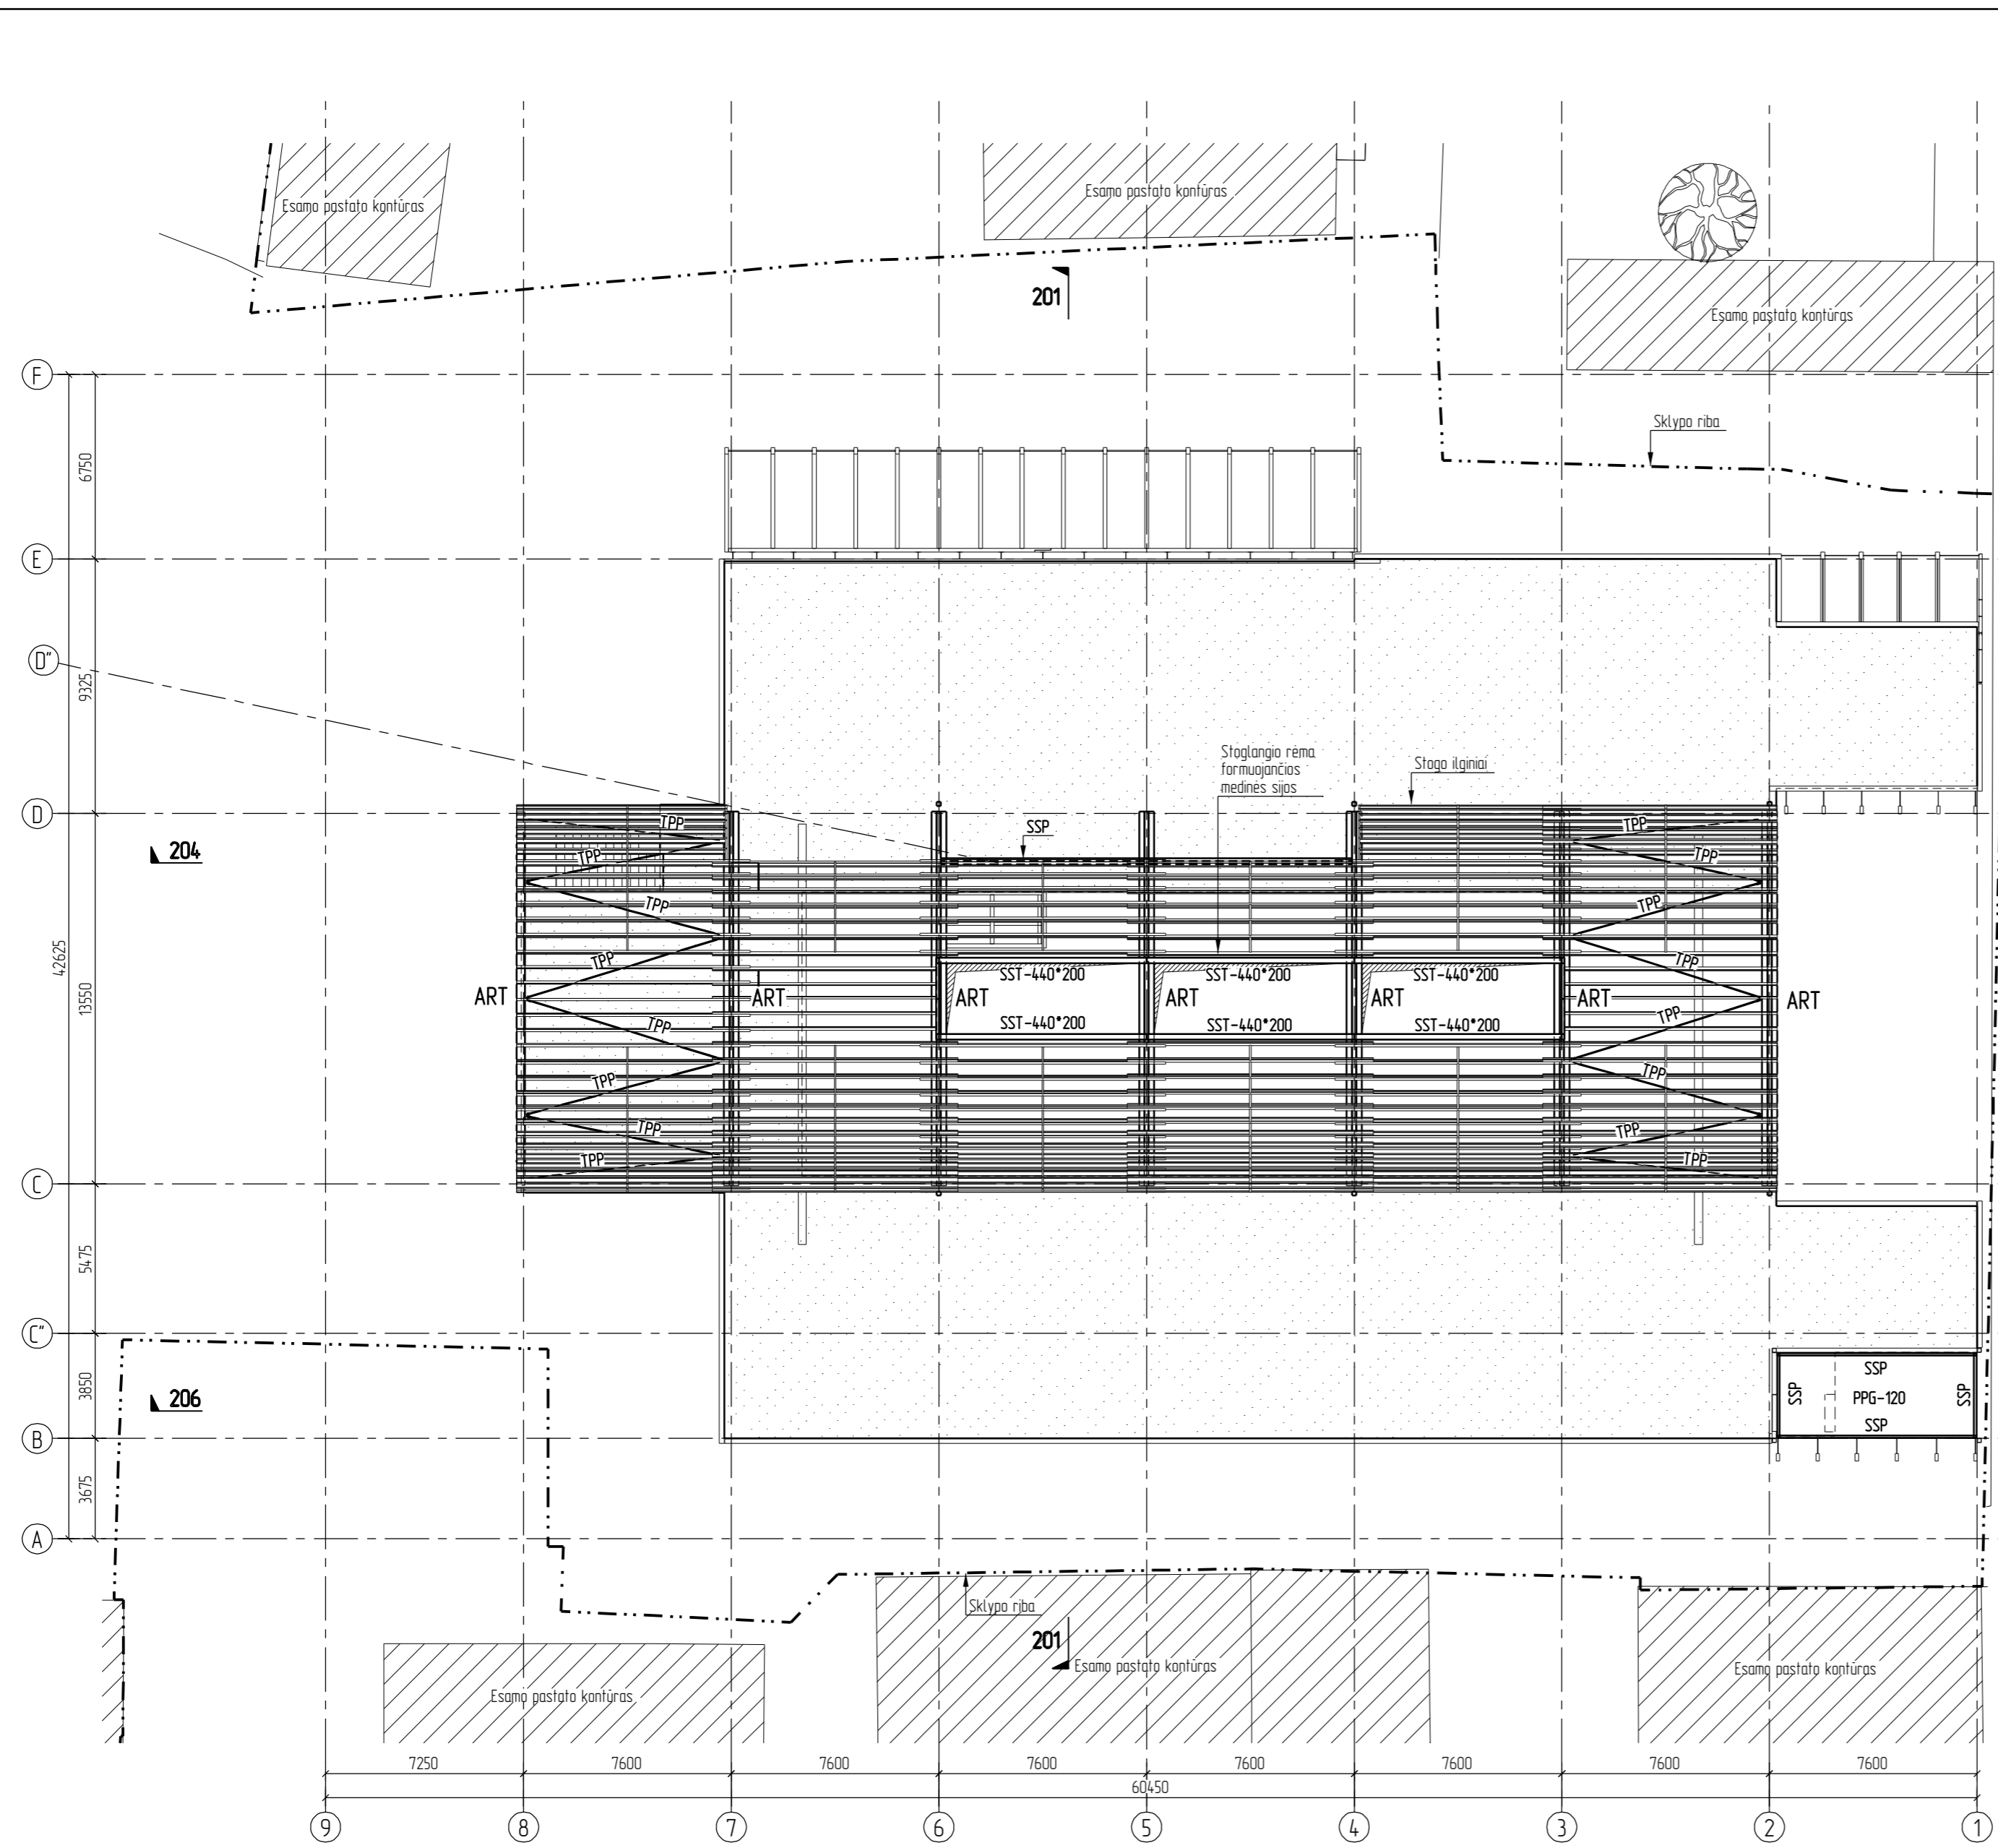 Esamo pastato kontūras
Esamo pastato kontūras
201
Esamo pastato kontūras
F
Sklypo riba
6750
E
D"
9325
Stoglangio rėmą
formuojančios
medinės sijos
Stogo ilginiai
D
SSP
TPP
TPP
204
TPP
TPP
TPP
TPP
42625
13550
TPP
TPP
SST-440*200
SST-440*200
SST-440*200
ART
ART
ART
ART
ART
ART
ART
TPP
TPP
SST-440*200
SST-440*200
SST-440*200
TPP
TPP
TPP
TPP
TPP
TPP
C
5475
C"
3850
SSP
SSP
PPG-120
SSP
SSP
206
B
3675
A
Sklypo riba
201
Esamo pastato kontūras
Esamo pastato kontūras
Esamo pastato kontūras
7250
7600
7600
7600
7600
7600
7600
7600
60450
9
8
7
6
5
4
3
2
1